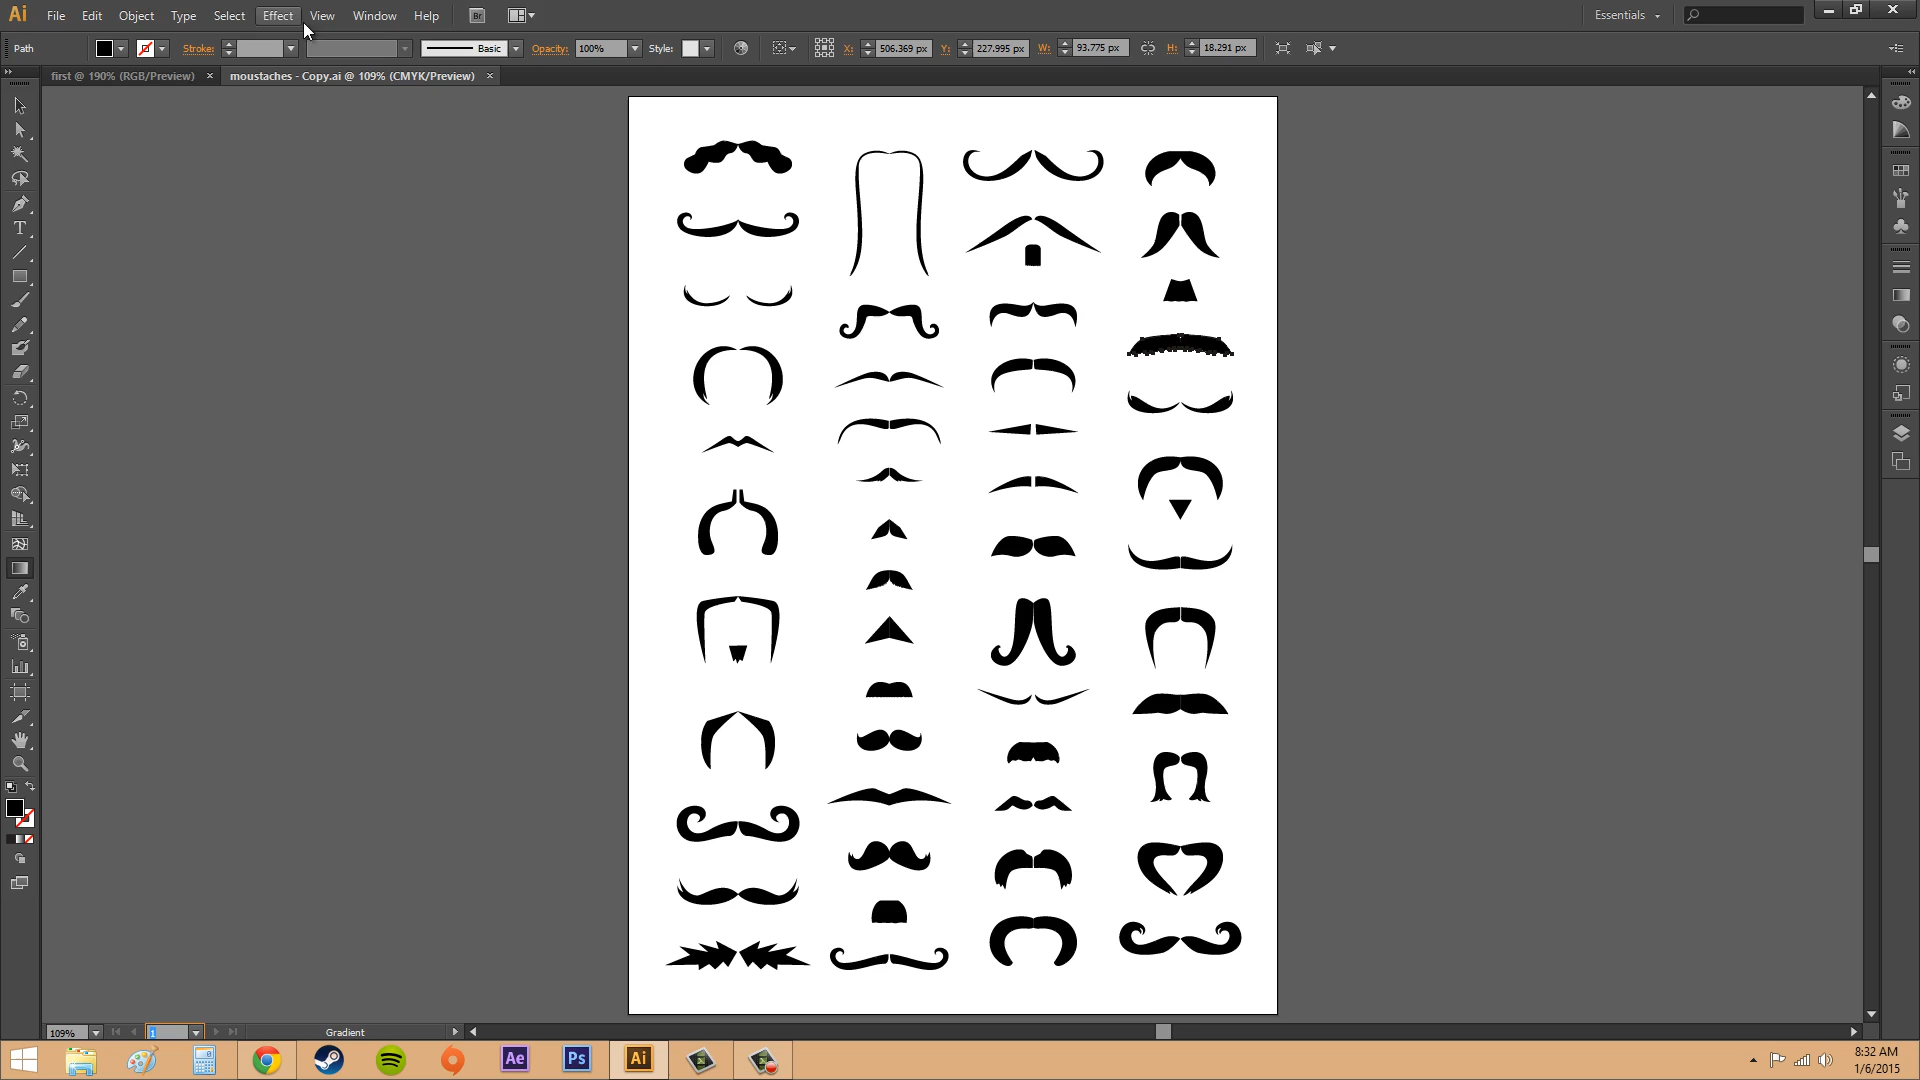 Ai File Edit Object Type Select Effect View Window Help Br Essentials
Path Stroke: Basic Opacity: 100% Style: X: 506.369 px Y: 227.995 px W: 93.775 px H: 18.291 px
first @ 190% (RGB/Preview) × moustaches - Copy.ai @ 109% (CMYK/Preview) ×
109% 1 Gradient
Ae Ps Ai
8:32 AM
1/6/2015